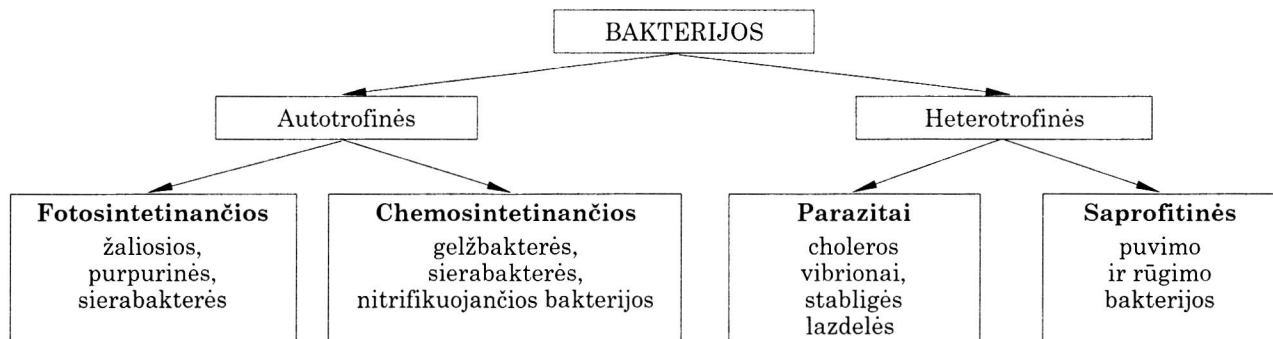 BAKTERIJOS
Autotrofinės
Heterotrofinės
Fotosintetinančios
žaliosios,
purpurinės,
sierabakterės
Chemosintetinančios
gelžbakterės,
sierabakterės,
nitrifikuojančios bakterijos
Parazitai
choleros
vibrionai,
stabligės
lazdelės
Saprofitinės
puvimo
ir rūgimo
bakterijos